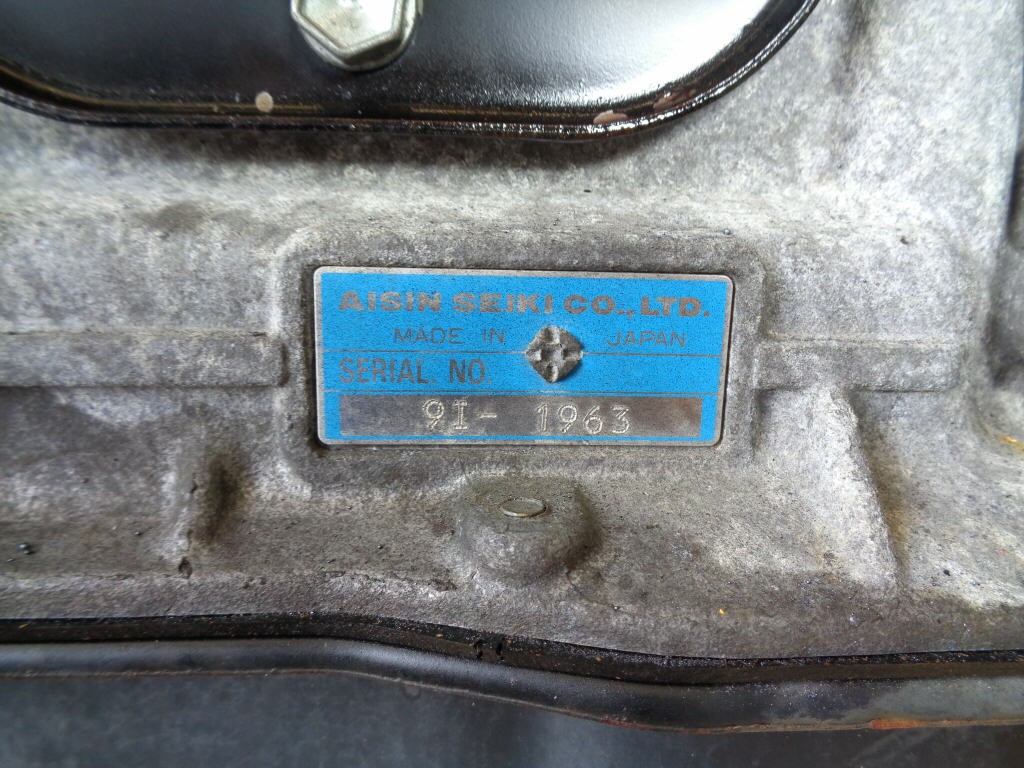 AISIN SEIKI CO., LTD.
MADE IN JAPAN
SERIAL. NO.
9I- 1963